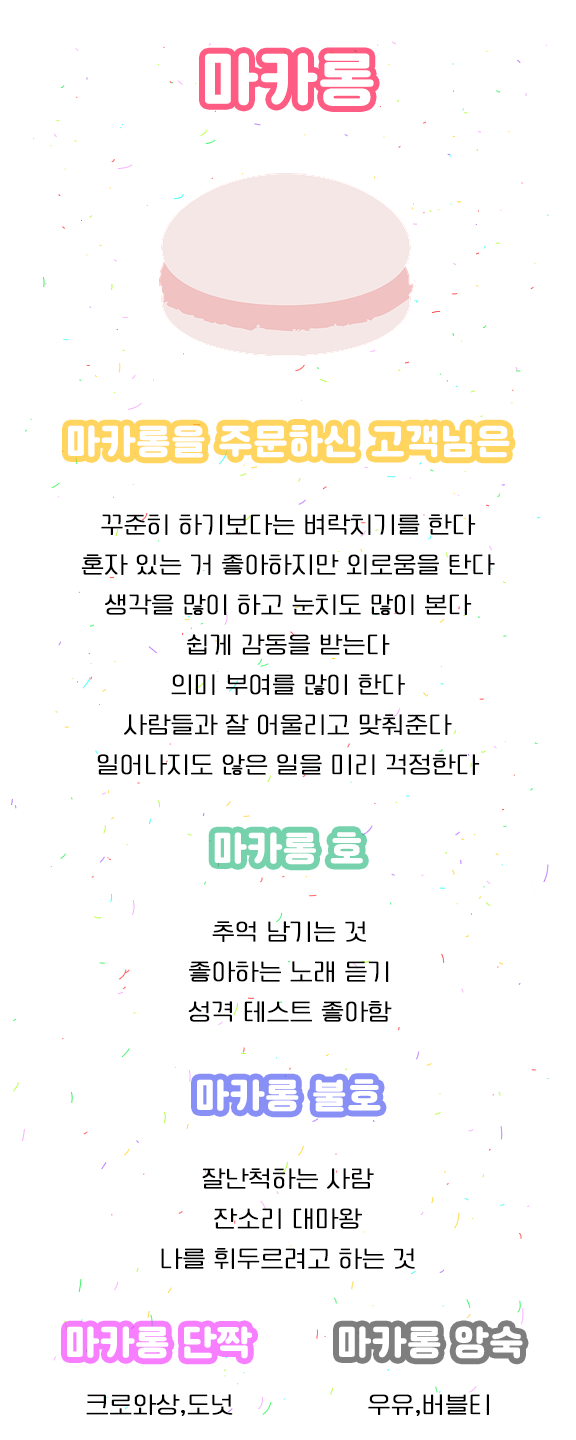 마카롱
마카롱을 주문하신 고객님은
꾸준히 하기보다는 벼락치기를 한다
혼자 있는 거 좋아하지만 외로움을 탄다
생각을 많이 하고 눈치도 많이 본다
쉽게 감동을 받는다
의미 부여를 많이 한다
사람들과 잘 어울리고 맞춰준다
일어나지도 않은 일을 미리 걱정한다
마카롱 호
추억 남기는 것
좋아하는 노래 듣기
성격 테스트 좋아함
마카롱 불호
잘난척하는 사람
잔소리 대마왕
나를 휘두르려고 하는 것
마카롱 단짝
크로와상,도넛
마카롱 앙숙
우유,버블티